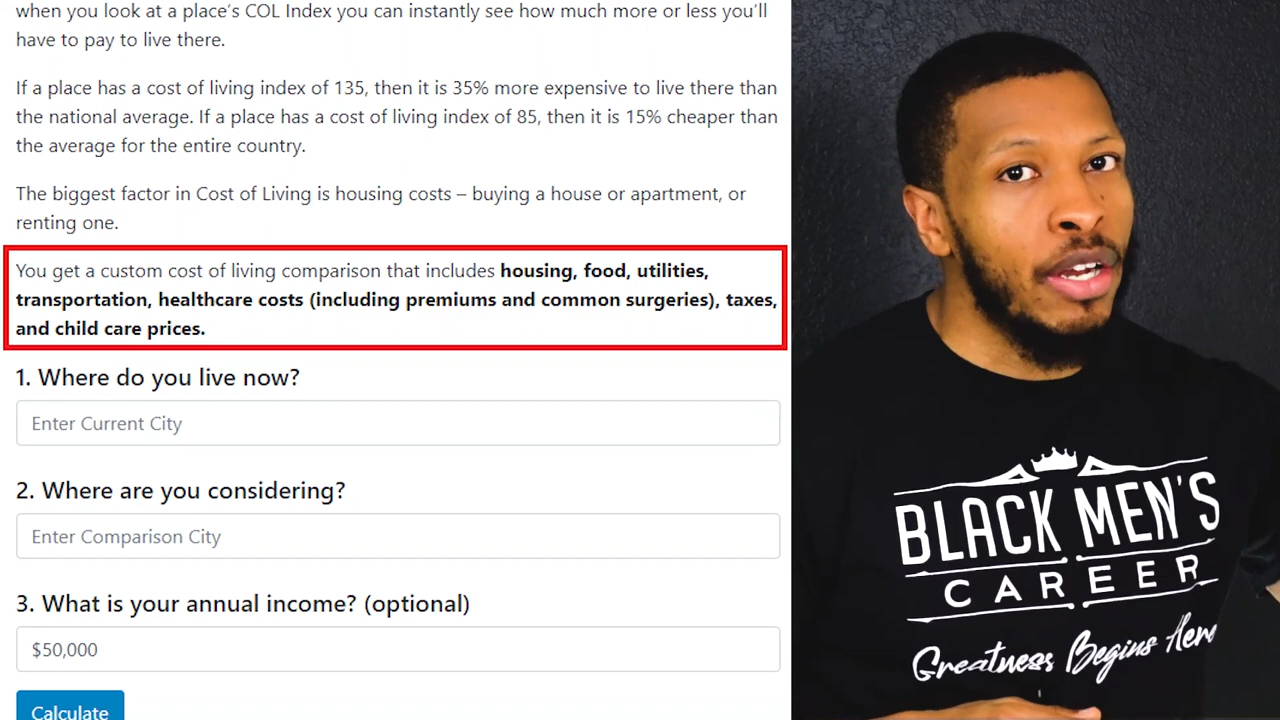 when you look at a place's COL Index you can instantly see how much more or less you'll
have to pay to live there.
If a place has a cost of living index of 135, then it is 35% more expensive to live there than
the national average. If a place has a cost of living index of 85, then it is 15% cheaper than
the average for the entire country.
The biggest factor in Cost of Living is housing costs – buying a house or apartment, or
renting one.
You get a custom cost of living comparison that includes housing, food, utilities,
transportation, healthcare costs (including premiums and common surgeries), taxes,
and child care prices.
1. Where do you live now?
Enter Current City
2. Where are you considering?
Enter Comparison City
3. What is your annual income? (optional)
$50,000
Calculate
BLACK MEN'S
CAREER
Greatness Begins Here